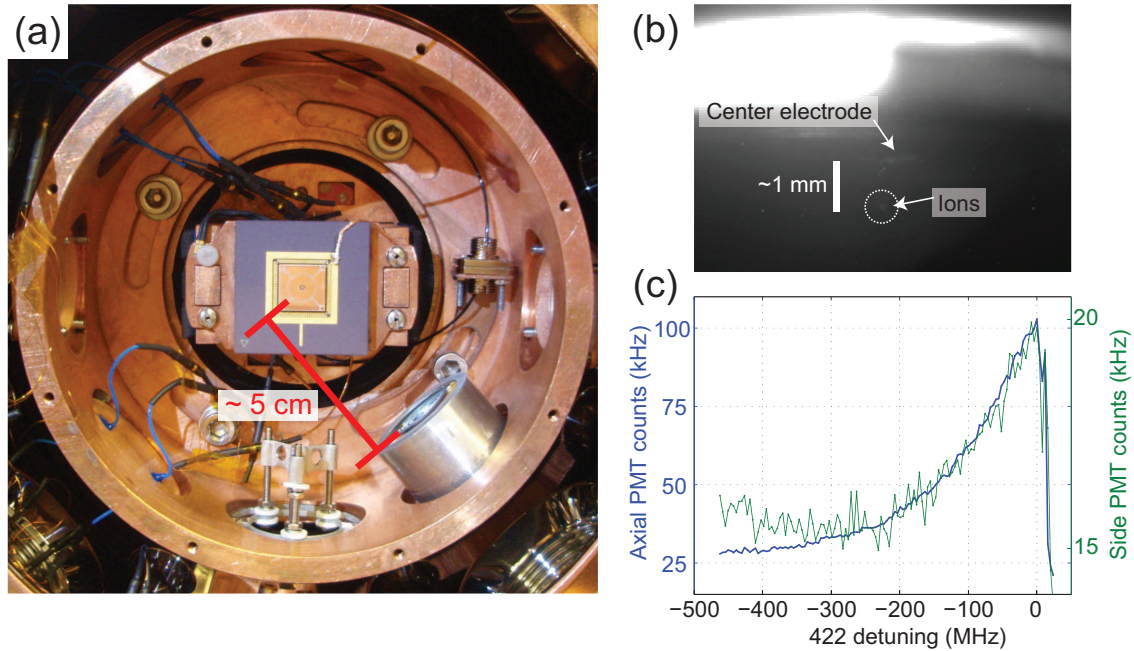 (a)
~ 5 cm
(b)
Center electrode
~1 mm
Ions
(c)
Axial PMT counts (kHz)
100
75
50
25
20
15
Side PMT counts (kHz)
−500 −400 −300 −200 −100 0
422 detuning (MHz)